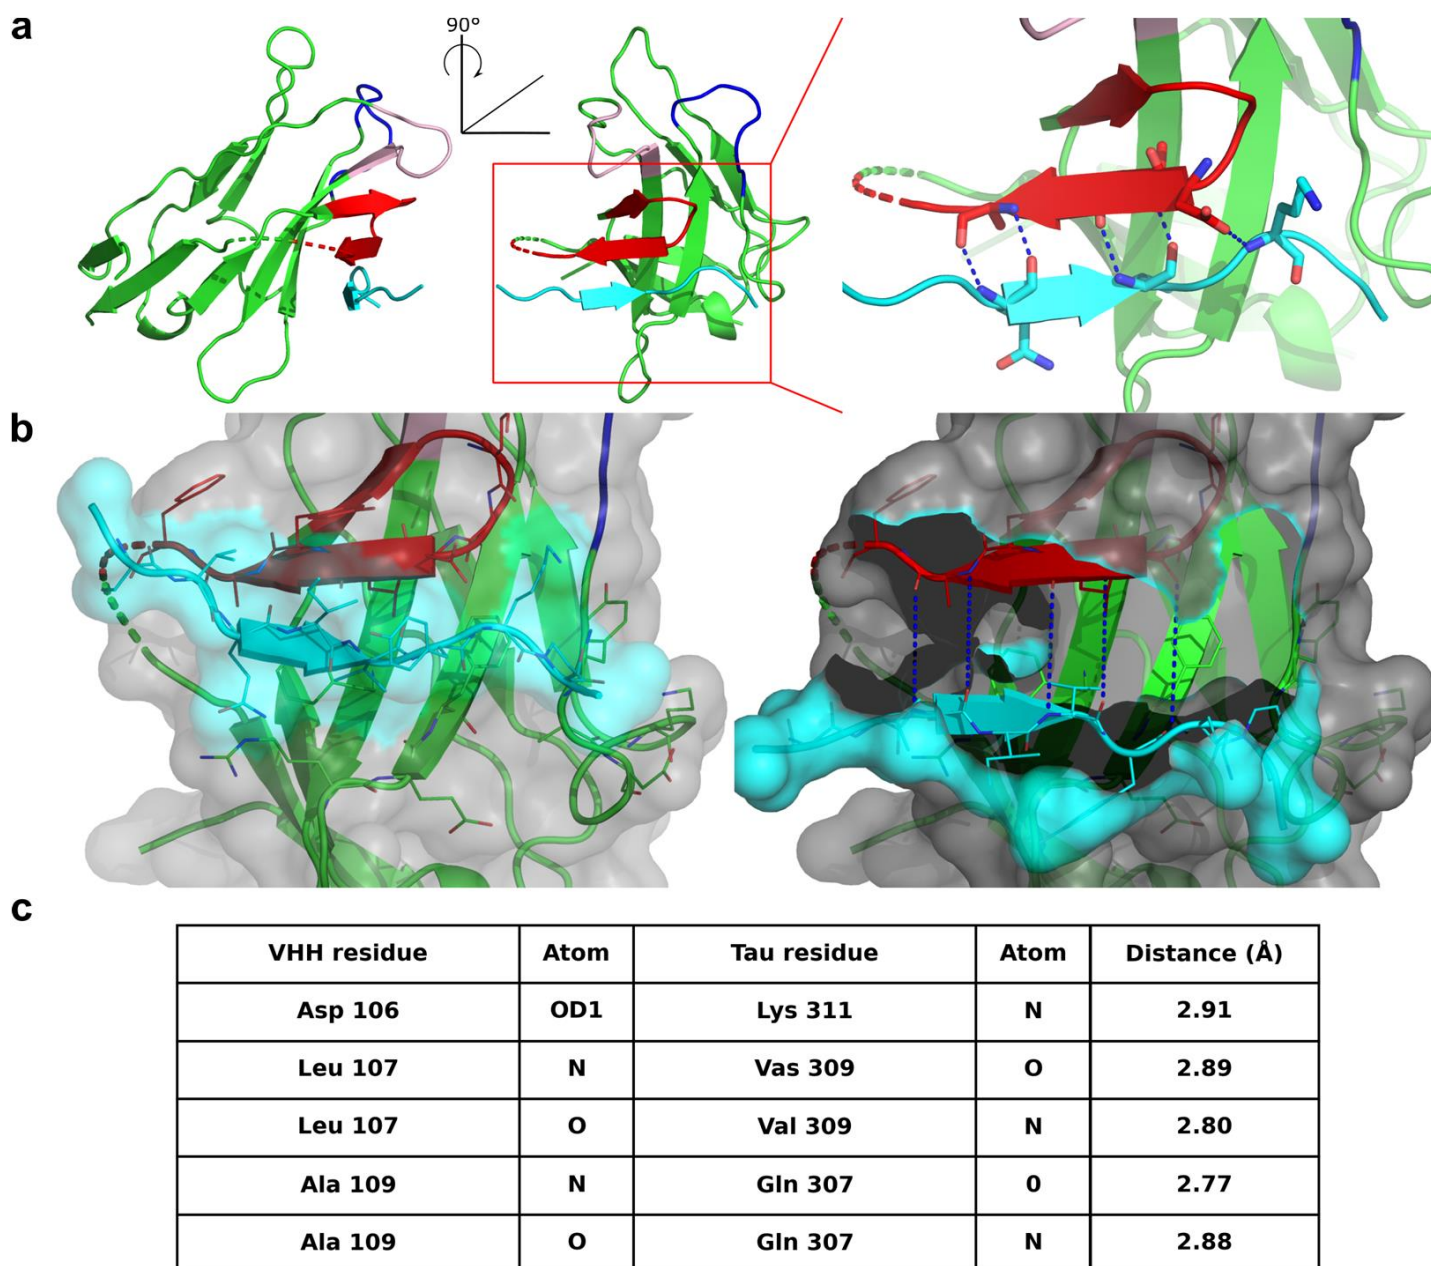 a
90°
b
c
VHH residue Atom Tau residue Atom Distance (Å)
Asp 106 OD1 Lys 311 N 2.91
Leu 107 N Vas 309 O 2.89
Leu 107 O Val 309 N 2.80
Ala 109 N Gln 307 0 2.77
Ala 109 O Gln 307 N 2.88